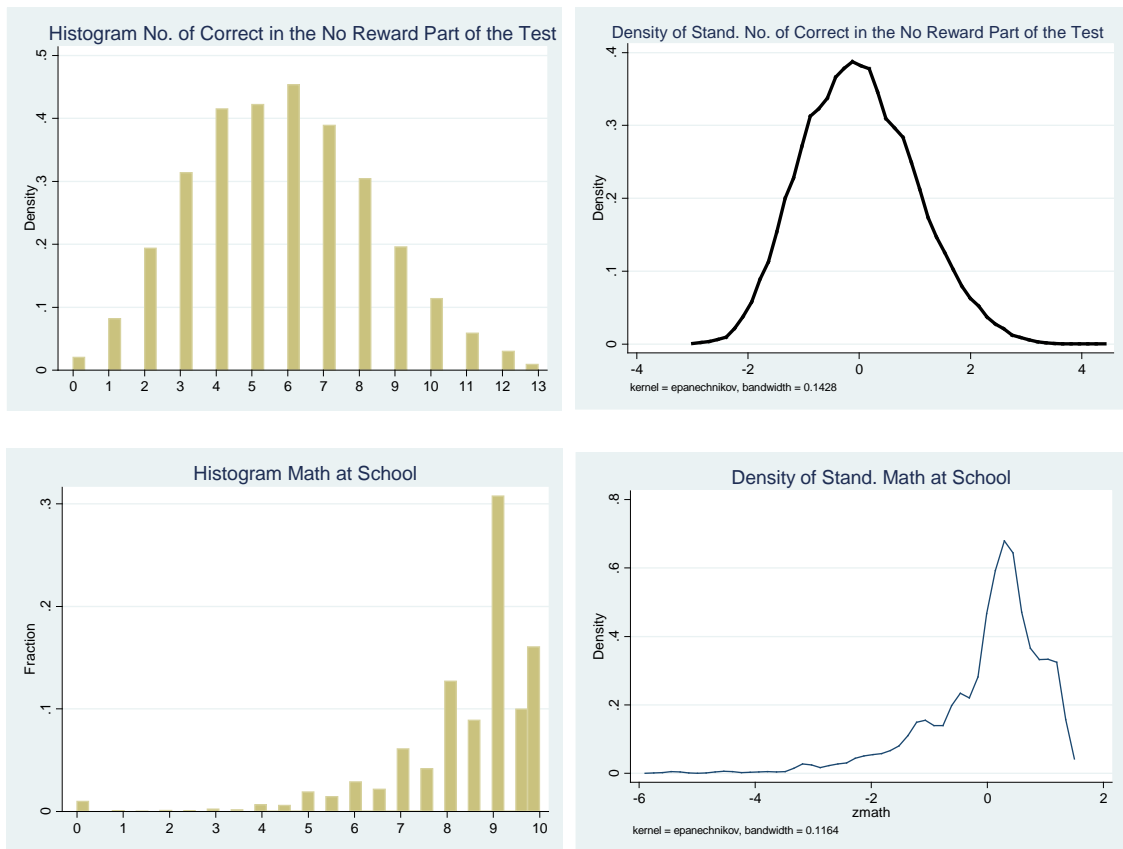 Histogram No. of Correct in the No Reward Part of the Test
.5
.4
.3
.2
.1
0
Density
0 1 2 3 4 5 6 7 8 9 10 11 12 13
Density of Stand. No. of Correct in the No Reward Part of the Test
.4
.3
.2
.1
0
Density
-4 -2 0 2 4
kernel = epanechnikov, bandwidth = 0.1428
Histogram Math at School
.3
.2
.1
0
Fraction
0 1 2 3 4 5 6 7 8 9 10
Density of Stand. Math at School
.8
.6
.4
.2
0
Density
-6 -4 -2 0 2
zmath
kernel = epanechnikov, bandwidth = 0.1164